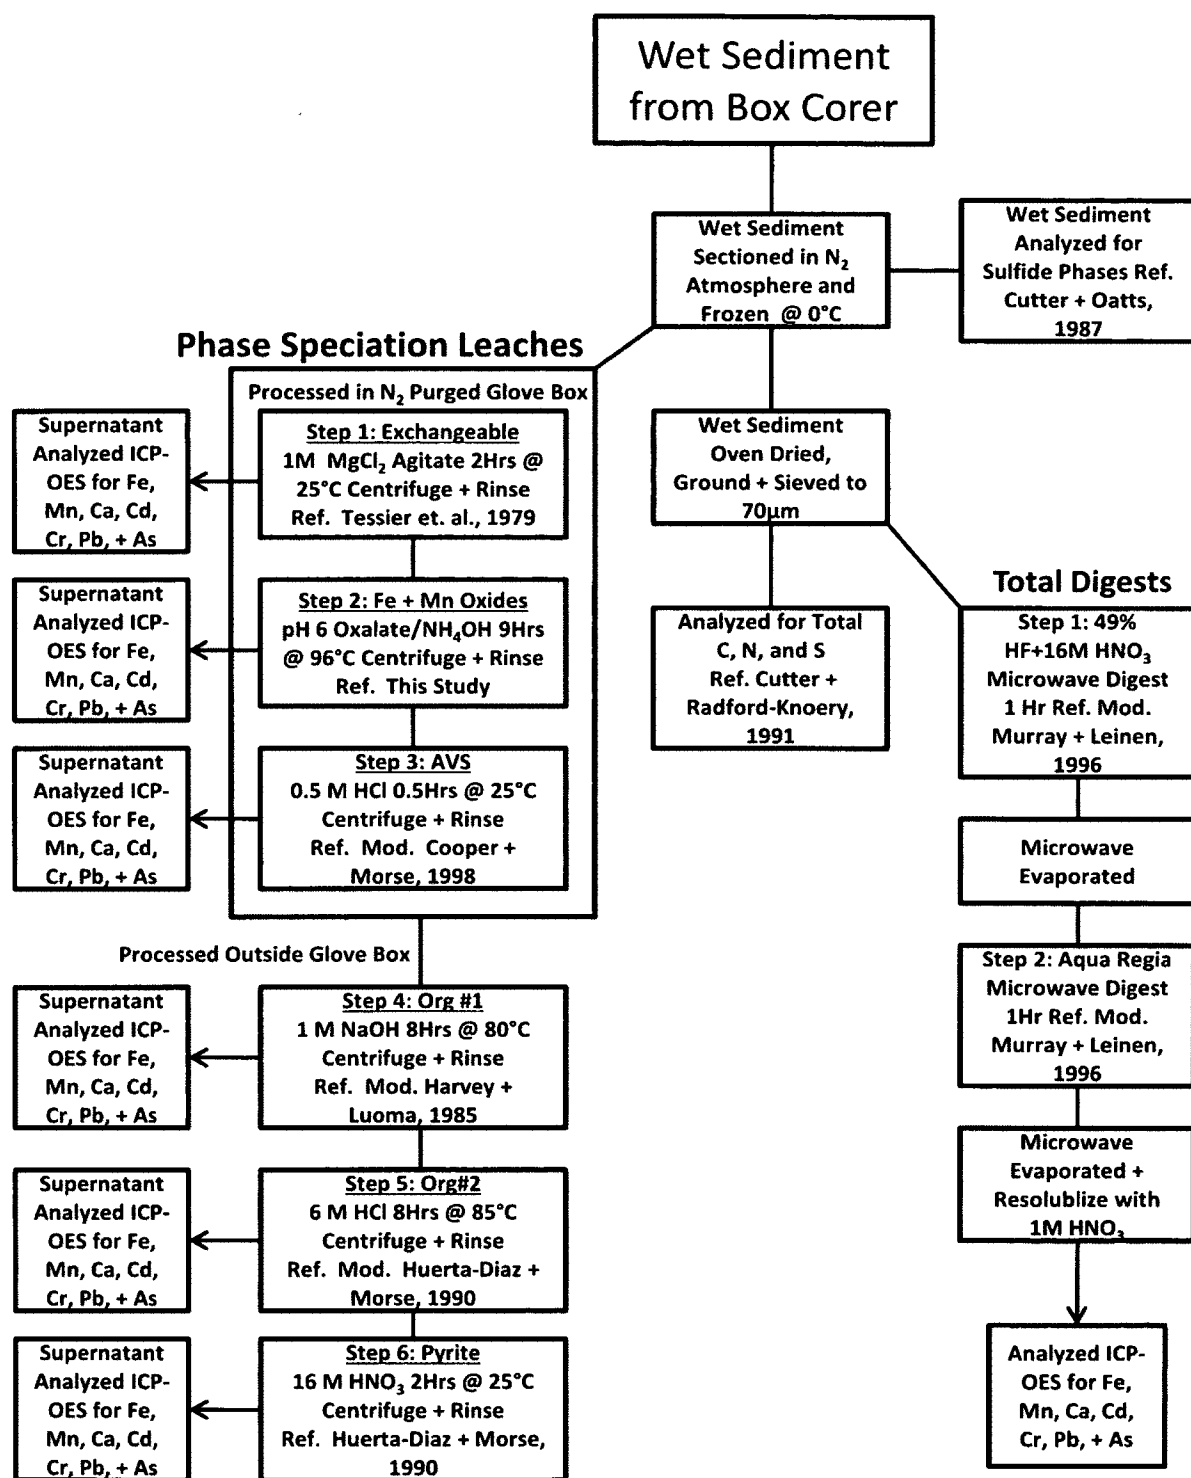 Wet Sediment
from Box Corer
Wet Sediment
Sectioned in N₂
Atmosphere and
Frozen @ 0°C
Wet Sediment
Analyzed for
Sulfide Phases Ref.
Cutter + Oatts,
1987
Phase Speciation Leaches
Processed in N₂ Purged Glove Box
Step 1: Exchangeable
1M MgCl₂ Agitate 2Hrs @
25°C Centrifuge + Rinse
Ref. Tessier et. al., 1979
Supernatant
Analyzed ICP-
OES for Fe,
Mn, Ca, Cd,
Cr, Pb, + As
Step 2: Fe + Mn Oxides
pH 6 Oxalate/NH₄OH 9Hrs
@ 96°C Centrifuge + Rinse
Ref. This Study
Supernatant
Analyzed ICP-
OES for Fe,
Mn, Ca, Cd,
Cr, Pb, + As
Step 3: AVS
0.5 M HCl 0.5Hrs @ 25°C
Centrifuge + Rinse
Ref. Mod. Cooper +
Morse, 1998
Supernatant
Analyzed ICP-
OES for Fe,
Mn, Ca, Cd,
Cr, Pb, + As
Processed Outside Glove Box
Step 4: Org #1
1 M NaOH 8Hrs @ 80°C
Centrifuge + Rinse
Ref. Mod. Harvey +
Luoma, 1985
Supernatant
Analyzed ICP-
OES for Fe,
Mn, Ca, Cd,
Cr, Pb, + As
Step 5: Org#2
6 M HCl 8Hrs @ 85°C
Centrifuge + Rinse
Ref. Mod. Huerta-Diaz +
Morse, 1990
Supernatant
Analyzed ICP-
OES for Fe,
Mn, Ca, Cd,
Cr, Pb, + As
Step 6: Pyrite
16 M HNO₃ 2Hrs @ 25°C
Centrifuge + Rinse
Ref. Huerta-Diaz + Morse,
1990
Supernatant
Analyzed ICP-
OES for Fe,
Mn, Ca, Cd,
Cr, Pb, + As
Wet Sediment
Oven Dried,
Ground + Sieved to
70µm
Analyzed for Total
C, N, and S
Ref. Cutter +
Radford-Knoery,
1991
Total Digests
Step 1: 49%
HF+16M HNO₃
Microwave Digest
1 Hr Ref. Mod.
Murray + Leinen,
1996
Microwave
Evaporated
Step 2: Aqua Regia
Microwave Digest
1Hr Ref. Mod.
Murray + Leinen,
1996
Microwave
Evaporated +
Resolublize with
1M HNO₃
Analyzed ICP-
OES for Fe,
Mn, Ca, Cd,
Cr, Pb, + As